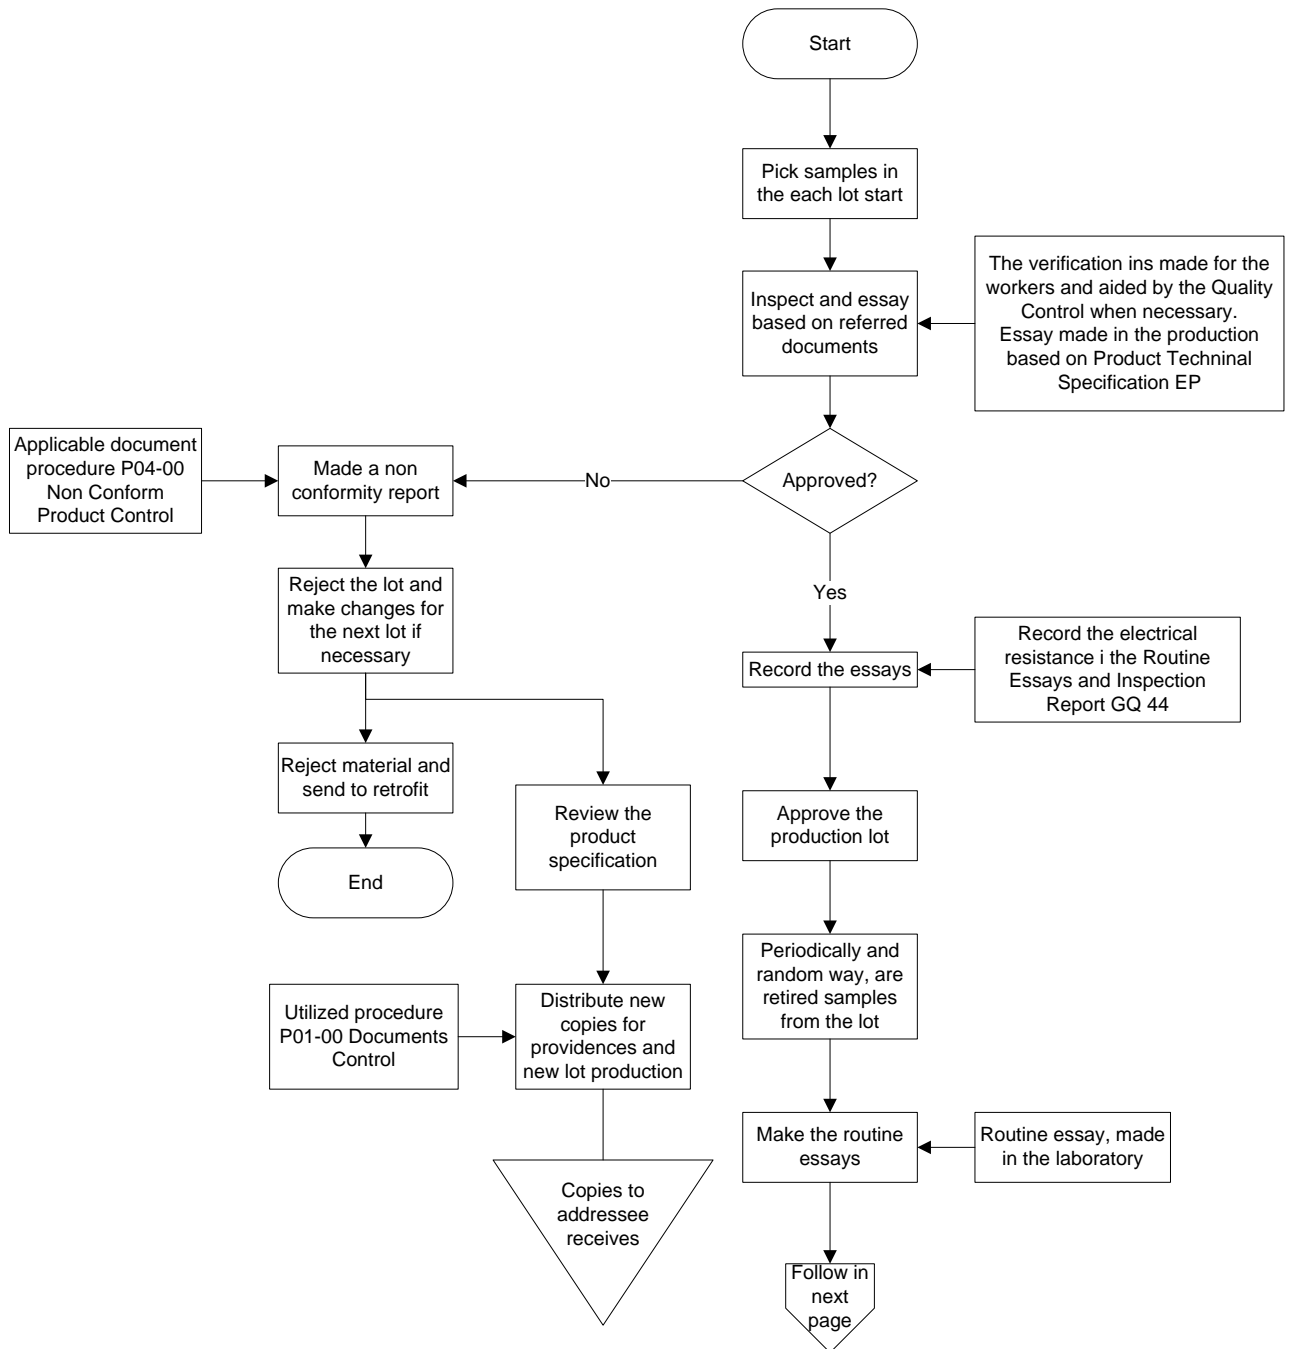 Start
Pick samples in
the each lot start
Inspect and essay
based on referred
documents
The verification ins made for the
workers and aided by the Quality
Control when necessary.
Essay made in the production
based on Product Techninal
Specification EP
Approved?
No
Made a non
conformity report
Applicable document
procedure P04-00
Non Conform
Product Control
Reject the lot and
make changes for
the next lot if
necessary
Yes
Record the essays
Record the electrical
resistance i the Routine
Essays and Inspection
Report GQ 44
Reject material and
send to retrofit
End
Review the
product
specification
Approve the
production lot
Periodically and
random way, are
retired samples
from the lot
Utilized procedure
P01-00 Documents
Control
Distribute new
copies for
providences and
new lot production
Copies to
addressee
receives
Make the routine
essays
Routine essay, made
in the laboratory
Follow in
next
page